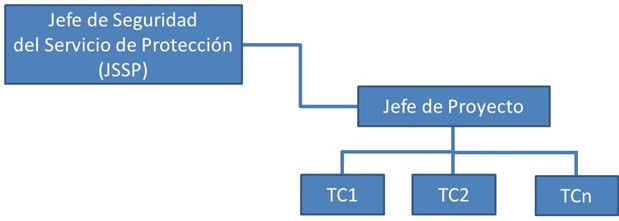 Jefe de Seguridad
del Servicio de Protección
(JSSP)
Jefe de Proyecto
TC1
TC2
TCn